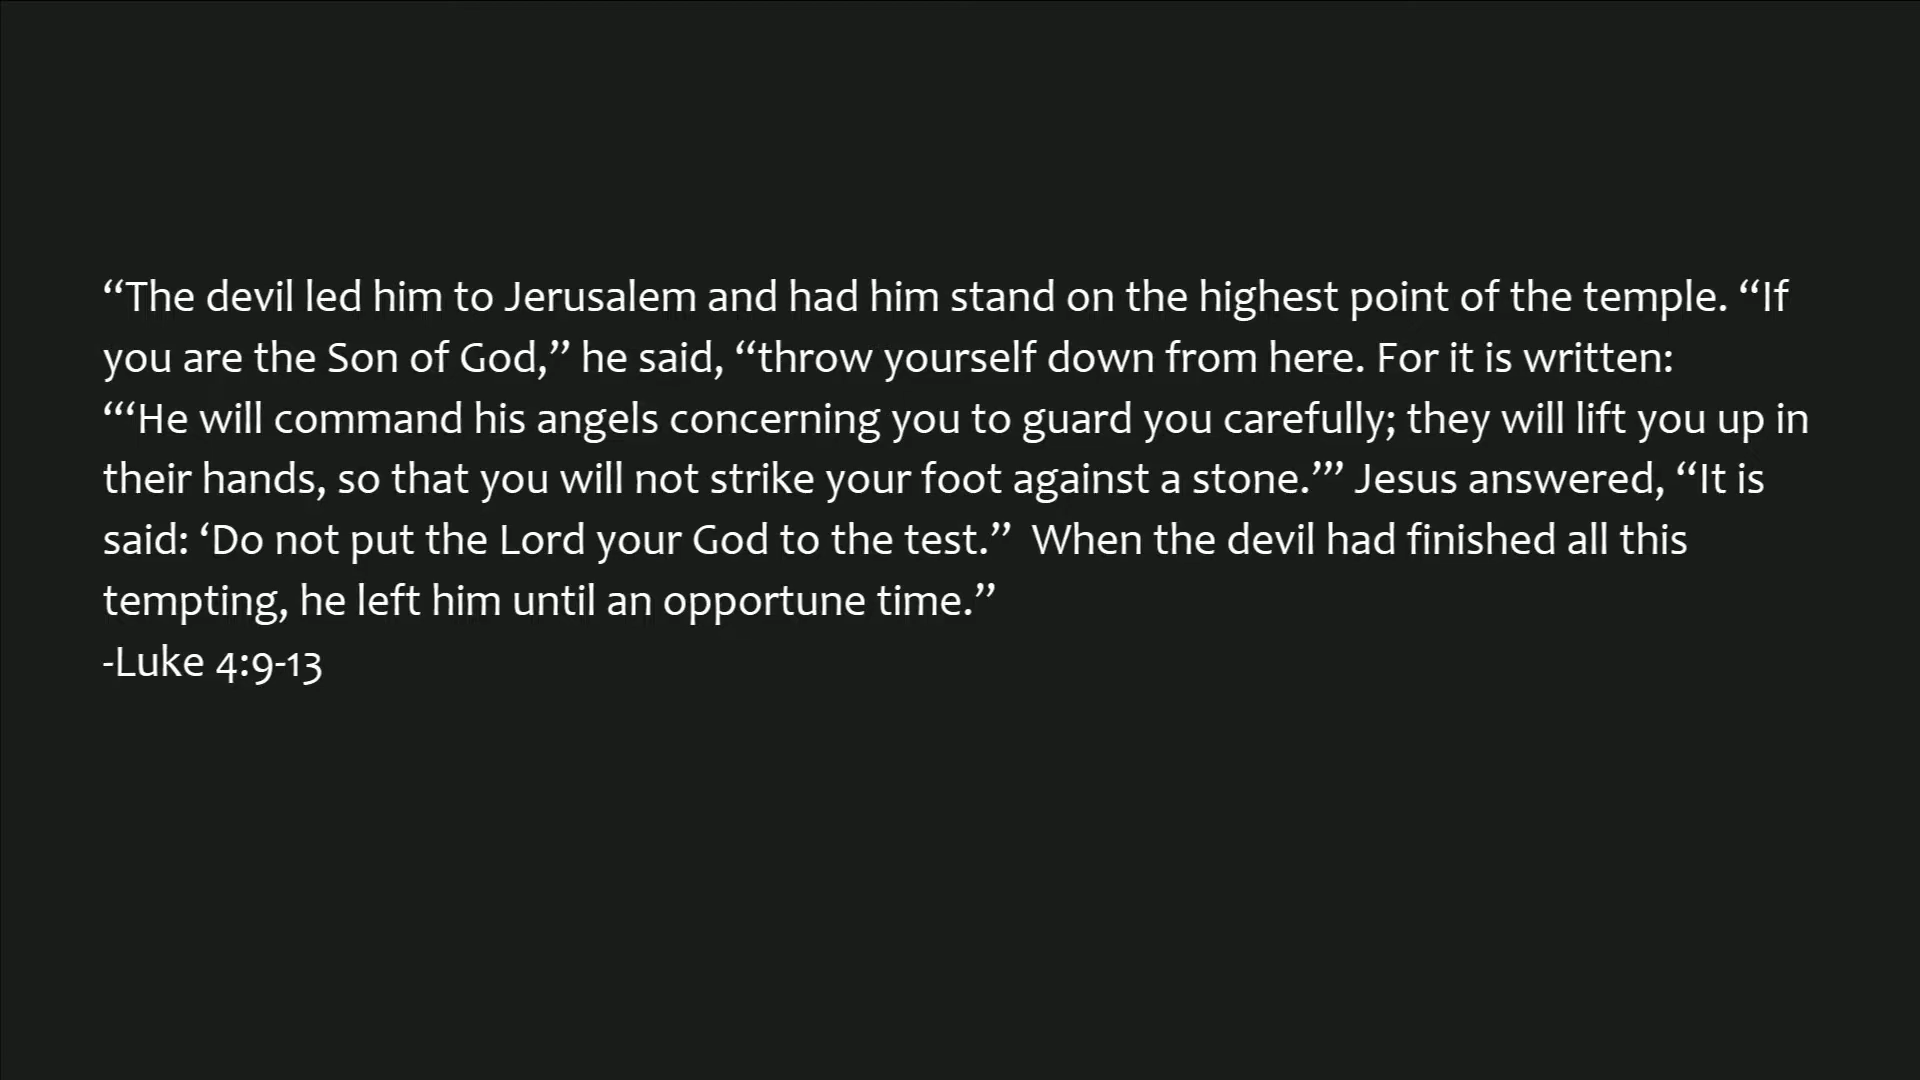 “The devil led him to Jerusalem and had him stand on the highest point of the temple. “If
you are the Son of God,” he said, “throw yourself down from here. For it is written:
“‘He will command his angels concerning you to guard you carefully; they will lift you up in
their hands, so that you will not strike your foot against a stone.’” Jesus answered, “It is
said: ‘Do not put the Lord your God to the test.”  When the devil had finished all this
tempting, he left him until an opportune time.”
-Luke 4:9-13